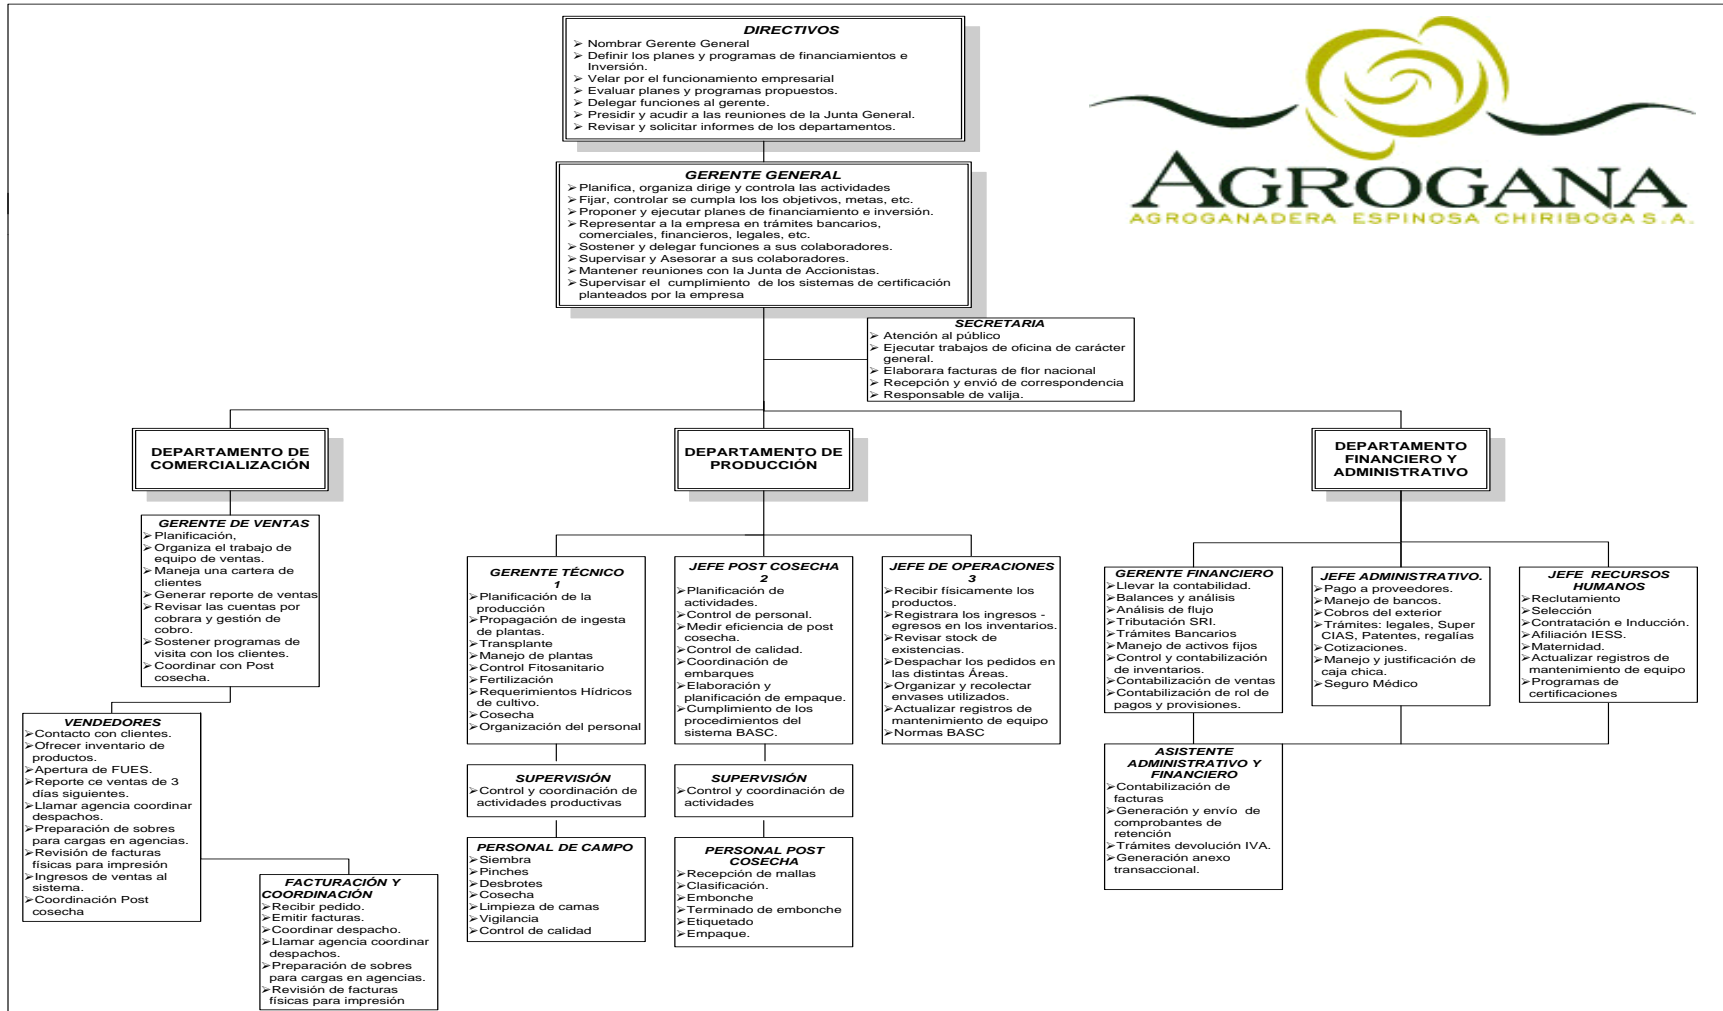 DIRECTIVOS
➢ Nombrar Gerente General
➢ Definir los planes y programas de financiamientos e
Inversión.
➢ Velar por el funcionamiento empresarial
➢ Evaluar planes y programas propuestos.
➢ Delegar funciones al gerente.
➢ Presidir y acudir a las reuniones de la Junta General.
➢ Revisar y solicitar informes de los departamentos.
AGROGANA
AGROGANADERA ESPINOSA CHIRIBOGA S.A.
GERENTE GENERAL
➢ Planifica, organiza dirige y controla las actividades
➢ Fijar, controlar se cumpla los los objetivos, metas, etc.
➢ Proponer y ejecutar planes de financiamiento e inversión.
➢ Representar a la empresa en trámites bancarios,
comerciales, financieros, legales, etc.
➢ Sostener y delegar funciones a sus colaboradores.
➢ Supervisar y Asesorar a sus colaboradores.
➢ Mantener reuniones con la Junta de Accionistas.
➢ Supervisar el cumplimiento de los sistemas de certificación
planteados por la empresa
SECRETARIA
➢ Atención al público
➢ Ejecutar trabajos de oficina de carácter
general.
➢ Elaborara facturas de flor nacional
➢ Recepción y envió de correspondencia
➢ Responsable de valija.
DEPARTAMENTO DE
COMERCIALIZACIÓN
DEPARTAMENTO DE
PRODUCCIÓN
DEPARTAMENTO
FINANCIERO Y
ADMINISTRATIVO
GERENTE DE VENTAS
➢ Planificación,
➢ Organiza el trabajo de
equipo de ventas.
➢ Maneja una cartera de
clientes
➢ Generar reporte de ventas
➢ Revisar las cuentas por
cobrara y gestión de
cobro.
➢ Sostener programas de
visita con los clientes.
➢ Coordinar con Post
cosecha.
VENDEDORES
➢ Contacto con clientes.
➢ Ofrecer inventario de
productos.
➢ Apertura de FUES.
➢ Reporte ce ventas de 3
días siguientes.
➢ Llamar agencia coordinar
despachos.
➢ Preparación de sobres
para cargas en agencias.
➢ Revisión de facturas
físicas para impresión
➢ Ingresos de ventas al
sistema.
➢ Coordinación Post
cosecha
FACTURACIÓN Y
COORDINACIÓN
➢ Recibir pedido.
➢ Emitir facturas.
➢ Coordinar despacho.
➢ Llamar agencia coordinar
despachos.
➢ Preparación de sobres
para cargas en agencias.
➢ Revisión de facturas
físicas para impresión
GERENTE TÉCNICO
1
➢ Planificación de la
producción
➢ Propagación de ingesta
de plantas.
➢ Transplante
➢ Manejo de plantas
➢ Control Fitosanitario
➢ Fertilización
➢ Requerimientos Hídricos
de cultivo.
➢ Cosecha
➢ Organización del personal
SUPERVISIÓN
➢ Control y coordinación de
actividades productivas
PERSONAL DE CAMPO
➢ Siembra
➢ Pinches
➢ Desbrotes
➢ Cosecha
➢ Limpieza de camas
➢ Vigilancia
➢ Control de calidad
JEFE POST COSECHA
2
➢ Planificación de
actividades.
➢ Control de personal.
➢ Medir eficiencia de post
cosecha.
➢ Control de calidad.
➢ Coordinación de
embarques
➢ Elaboración y
planificación de empaque.
➢ Cumplimiento de los
procedimientos del
sistema BASC.
SUPERVISIÓN
➢ Control y coordinación de
actividades
PERSONAL POST
COSECHA
➢ Recepción de mallas
➢ Clasificación.
➢ Embonche
➢ Terminado de embonche
➢ Etiquetado
➢ Empaque.
JEFE DE OPERACIONES
3
➢ Recibir físicamente los
productos.
➢ Registrara los ingresos -
egresos en los inventarios.
➢ Revisar stock de
existencias.
➢ Despachar los pedidos en
las distintas Áreas.
➢ Organizar y recolectar
envases utilizados.
➢ Actualizar registros de
mantenimiento de equipo
➢ Normas BASC
GERENTE FINANCIERO
➢ Llevar la contabilidad.
➢ Balances y análisis
➢ Análisis de flujo
➢ Tributación SRI.
➢ Trámites Bancarios
➢ Manejo de activos fijos
➢ Control y contabilización
de inventarios.
➢ Contabilización de ventas
➢ Contabilización de rol de
pagos y provisiones.
JEFE ADMINISTRATIVO.
➢ Pago a proveedores.
➢ Manejo de bancos.
➢ Cobros del exterior
➢ Trámites: legales, Super
CIAS, Patentes, regalías
➢ Cotizaciones.
➢ Manejo y justificación de
caja chica.
➢ Seguro Médico
JEFE RECURSOS
HUMANOS
➢ Reclutamiento
➢ Selección
➢ Contratación e Inducción.
➢ Afiliación IESS.
➢ Maternidad.
➢ Actualizar registros de
mantenimiento de equipo
➢ Programas de
certificaciones
ASISTENTE
ADMINISTRATIVO Y
FINANCIERO
➢ Contabilización de
facturas
➢ Generación y envío de
comprobantes de
retención
➢ Trámites devolución IVA.
➢ Generación anexo
transaccional.